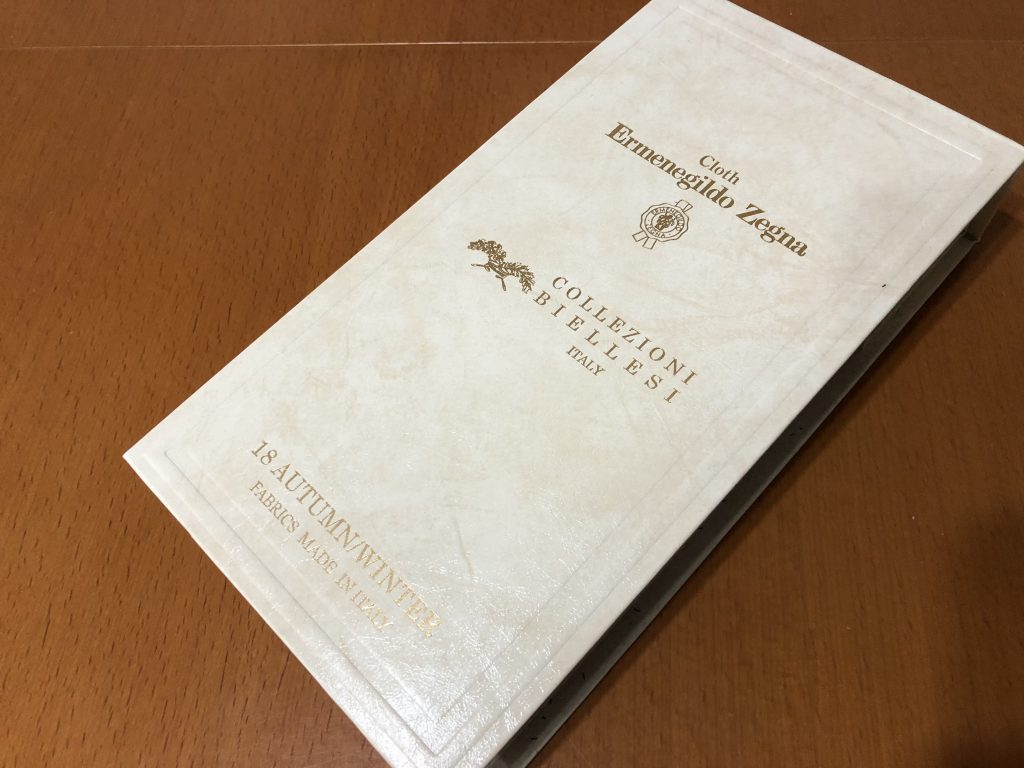 Cloth
Ermenegildo Zegna
COLLEZIONI
BIELLESI
ITALY
18 AUTUMN/WINTER
FABRICS MADE IN ITALY